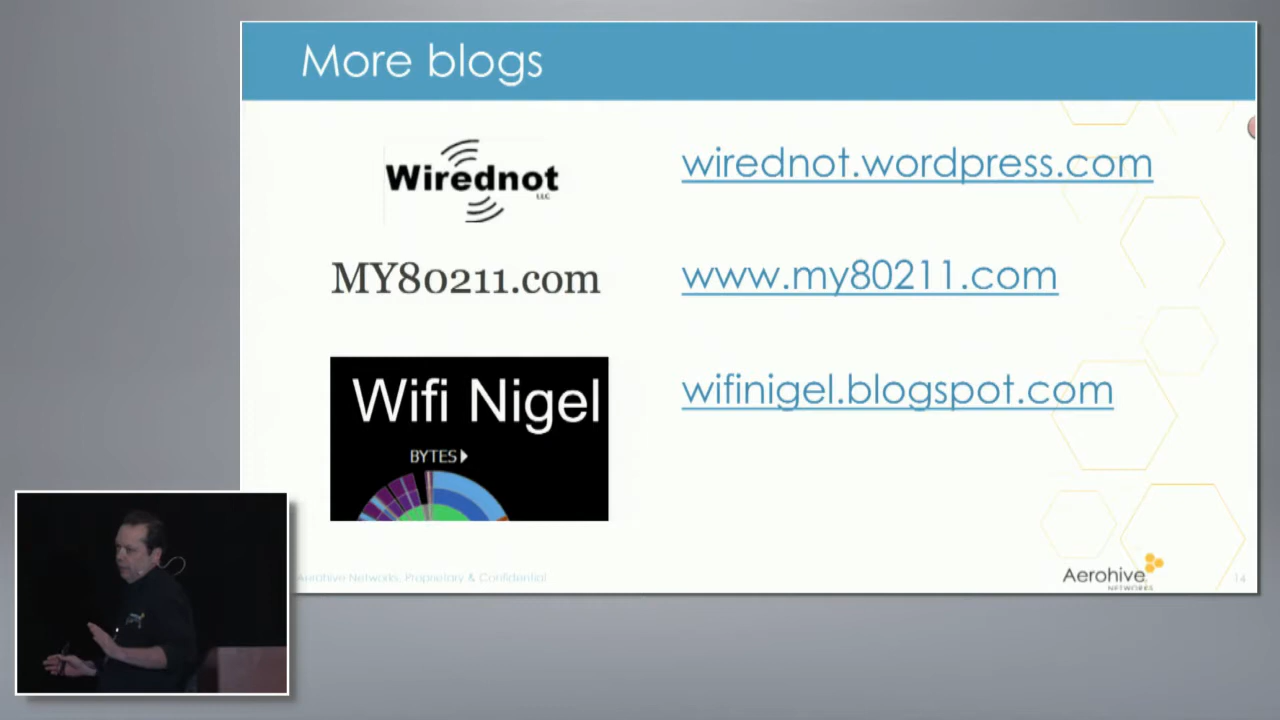 More blogs
Wirednot
LLC
wirednot.wordpress.com
MY80211.com
www.my80211.com
Wifi Nigel
BYTES
wifinigel.blogspot.com
Aerohive Networks, Proprietary & Confidential
Aerohive
NETWORKS
14